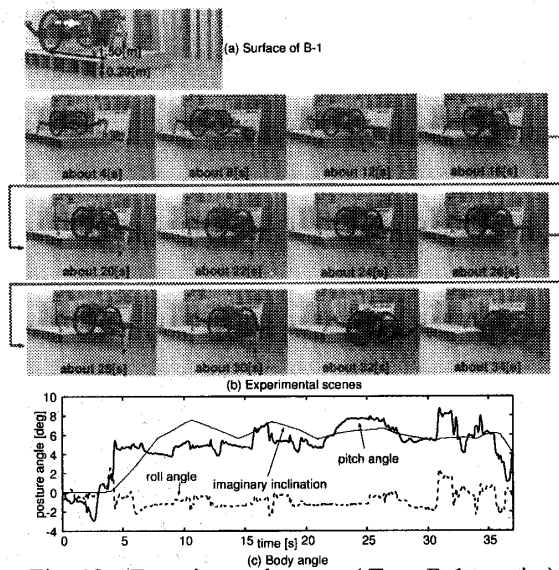 1.50[m]
0.20[m]
(a) Surface of B-1
about 4[s]
about 8[s]
about 12[s]
about 16[s]
about 20[s]
about 22[s]
about 24[s]
about 26[s]
about 30[s]
about 32[s]
about 34[s]
(b) Experimental scenes
posture angle [deg]
10
8
6
4
2
0
-2
-4
roll angle
imaginary inclination
pitch angle
0
5
10
15
20
25
30
35
time [s]
(c) Body angle